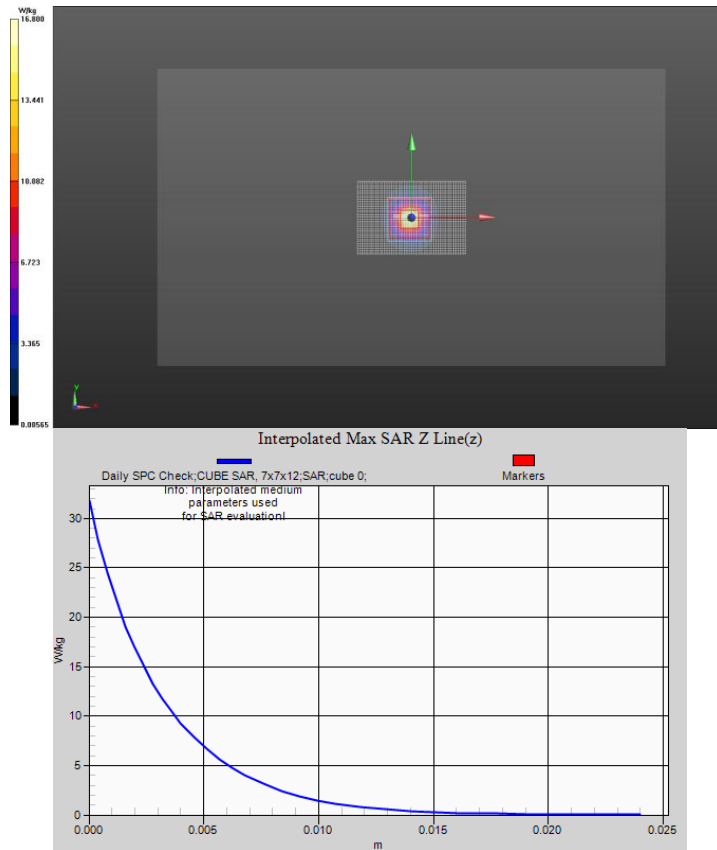 W/kg
16.800
13.441
10.082
6.723
3.365
0.00565
y
x
Interpolated Max SAR Z Line(z)
Daily SPC Check;CUBE SAR, 7x7x12;SAR;cube 0;
Markers
Info: Interpolated medium
parameters used
for SAR evaluation!
30
25
20
15
10
5
0
W/kg
0.000 0.005 0.010 0.015 0.020 0.025
m